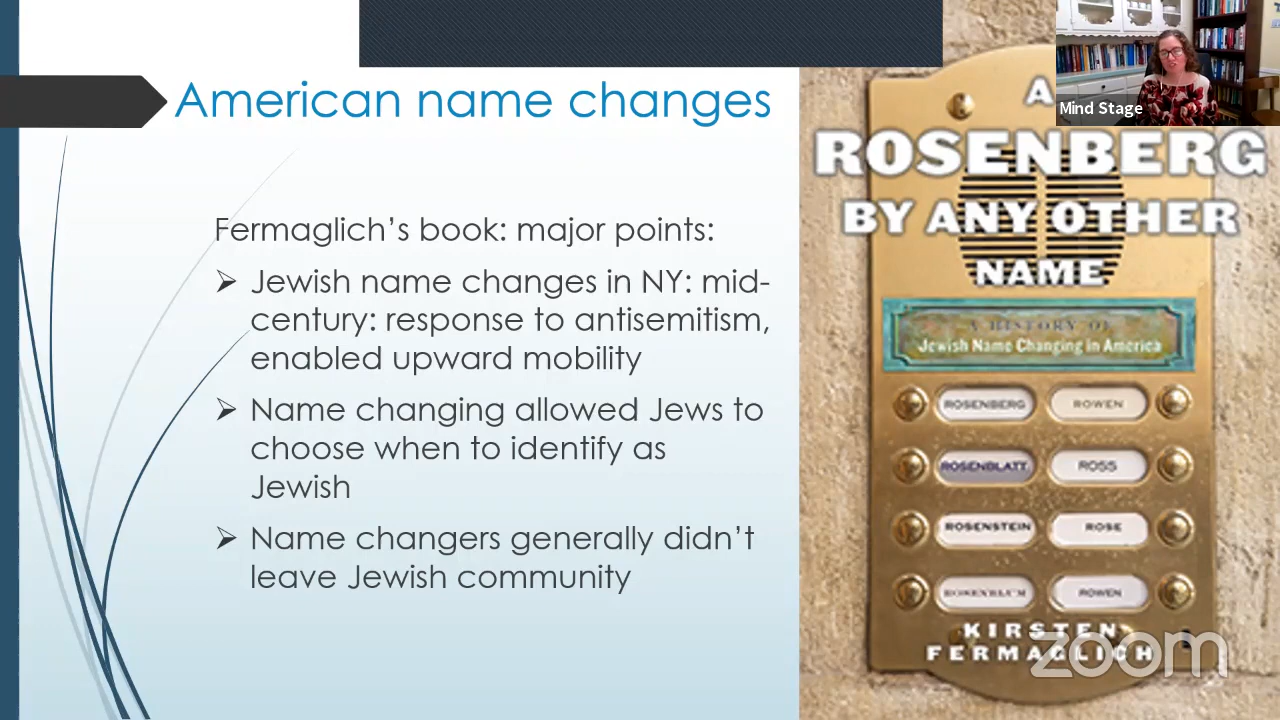 American name changes
Fermaglich's book: major points:
➢ Jewish name changes in NY: mid-
century: response to antisemitism,
enabled upward mobility
➢ Name changing allowed Jews to
choose when to identify as
Jewish
➢ Name changers generally didn't
leave Jewish community
Mind Stage
A
ROSENBERG
BY ANY OTHER
NAME
A HISTORY OF
Jewish Name Changing in America
ROSENBERG ROWEN
ROSENBLATT ROSS
ROSENSTEIN ROSE
ROSENBLUM ROWEN
KIRSTEN
FERMAGLICH
zoom